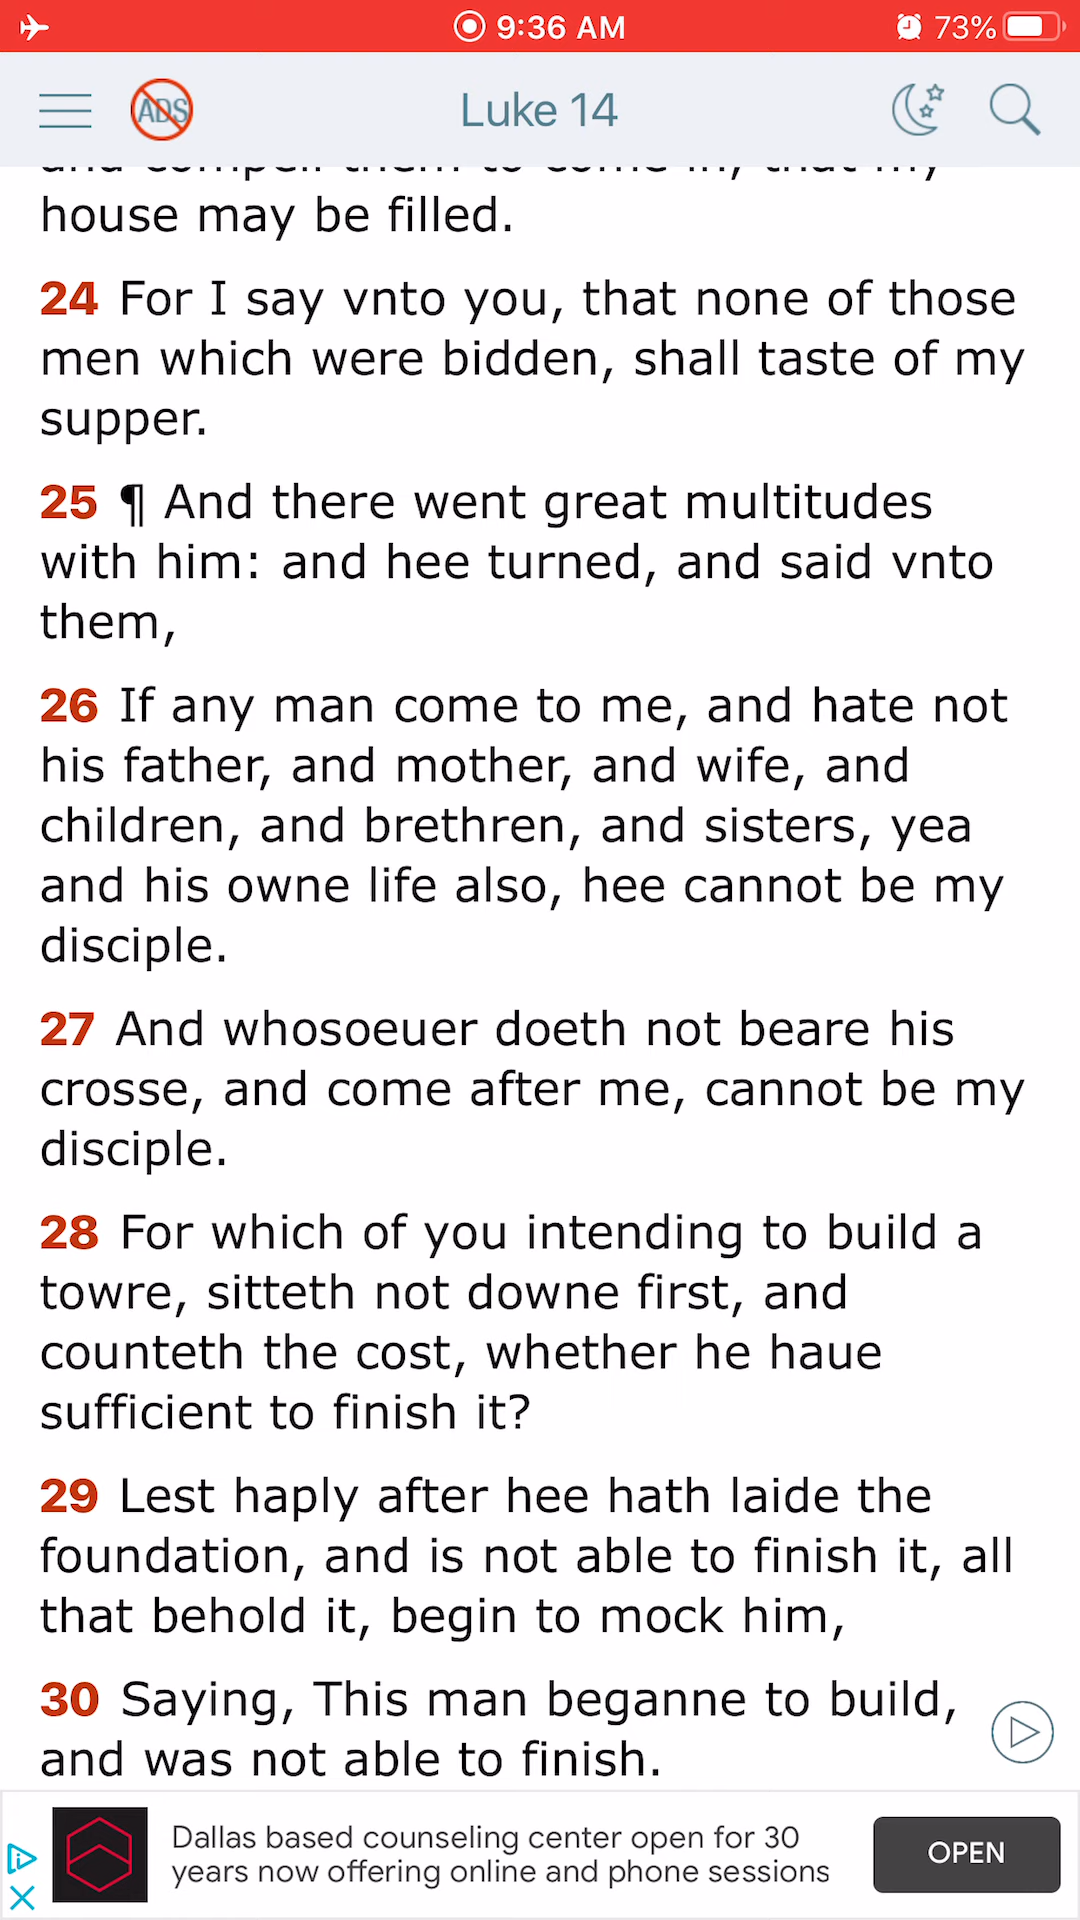 9:36 AM
73%
ADS
Luke 14
and compell them to come in, that my
house may be filled.
24 For I say vnto you, that none of those
men which were bidden, shall taste of my
supper.
25 ¶ And there went great multitudes
with him: and hee turned, and said vnto
them,
26 If any man come to me, and hate not
his father, and mother, and wife, and
children, and brethren, and sisters, yea
and his owne life also, hee cannot be my
disciple.
27 And whosoeuer doeth not beare his
crosse, and come after me, cannot be my
disciple.
28 For which of you intending to build a
towre, sitteth not downe first, and
counteth the cost, whether he haue
sufficient to finish it?
29 Lest haply after hee hath laide the
foundation, and is not able to finish it, all
that behold it, begin to mock him,
30 Saying, This man beganne to build,
and was not able to finish.
Dallas based counseling center open for 30
years now offering online and phone sessions
OPEN